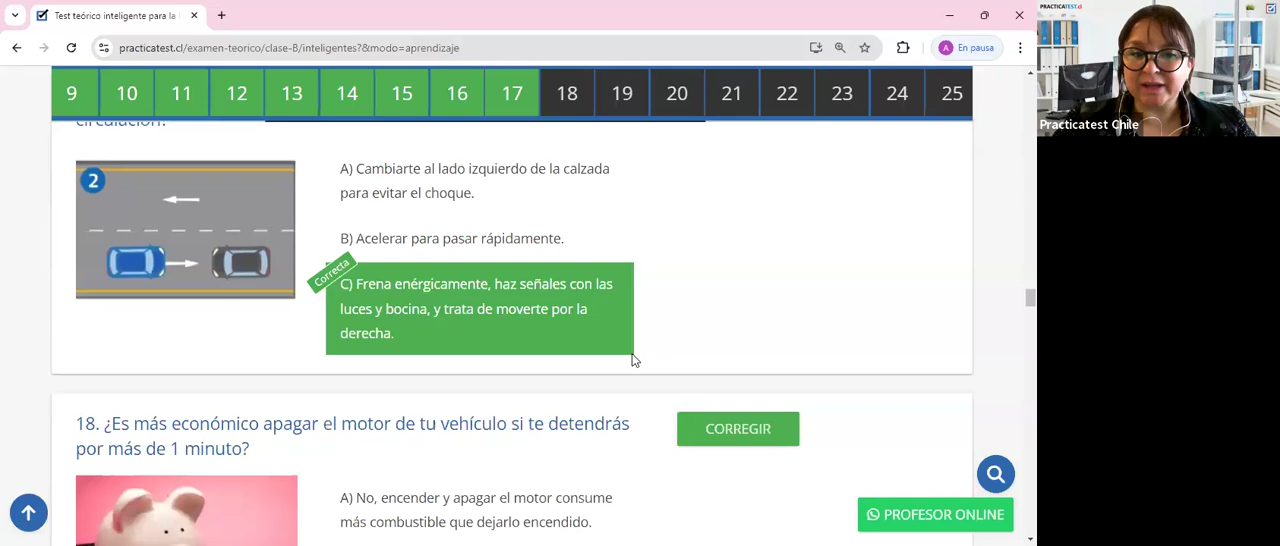 Test teórico inteligente para la
practicatest.cl/examen-teorico/clase-B/inteligentes?&modo=aprendizaje
A
En pausa
PRACTICATEST.cl
9 10 11 12 13 14 15 16 17 18 19 20 21 22 23 24 25
Practicatest Chile
circulación?
2
A) Cambiarte al lado izquierdo de la calzada
para evitar el choque.
B) Acelerar para pasar rápidamente.
Correcta
C) Frena enérgicamente, haz señales con las
luces y bocina, y trata de moverte por la
derecha.
18. ¿Es más económico apagar el motor de tu vehículo si te detendrás
por más de 1 minuto?
CORREGIR
A) No, encender y apagar el motor consume
más combustible que dejarlo encendido.
PROFESOR ONLINE